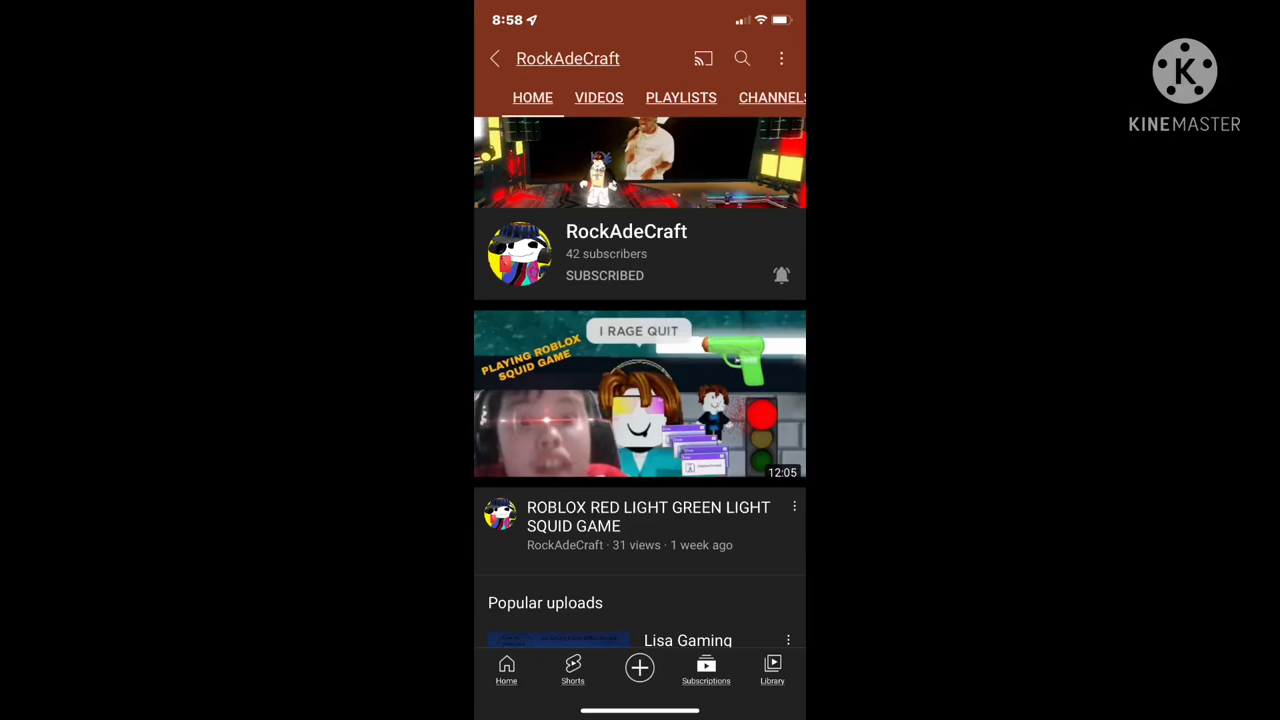 8:58
RockAdeCraft
HOME VIDEOS PLAYLISTS CHANNELS
KINEMASTER
RockAdeCraft
42 subscribers
SUBSCRIBED
I RAGE QUIT
PLAYING ROBLOX
SQUID GAME
12:05
ROBLOX RED LIGHT GREEN LIGHT
SQUID GAME
RockAdeCraft · 31 views · 1 week ago
Popular uploads
Lisa Gaming
Home Shorts Subscriptions Library